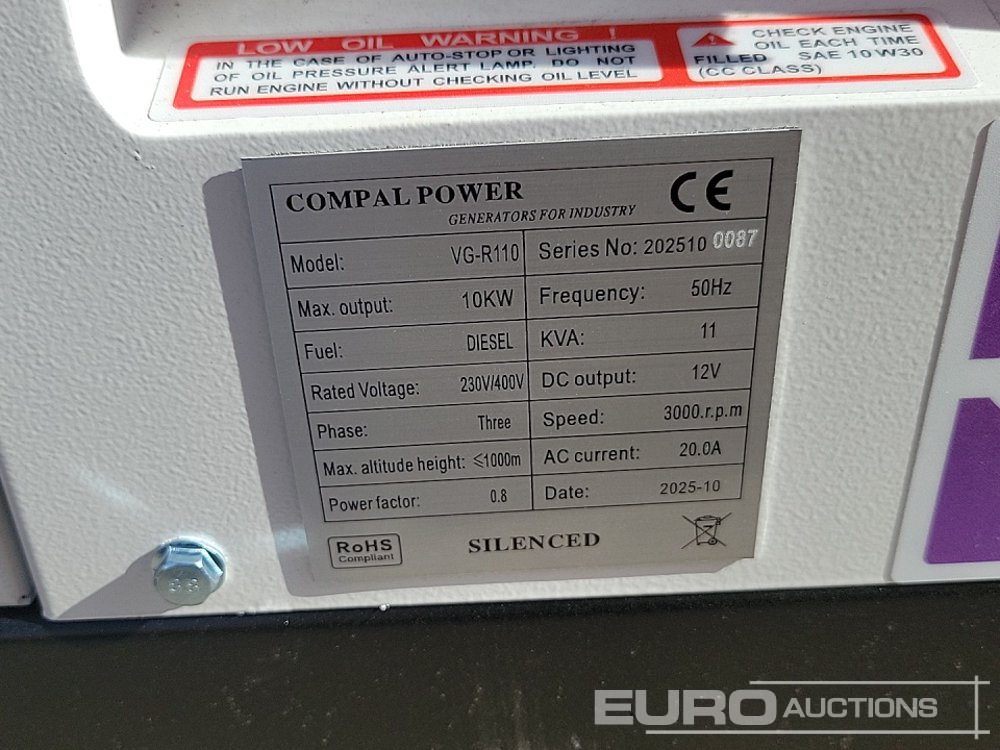 LOW OIL WARNING !
IN THE CASE OF AUTO-STOP OR LIGHTING
OF OIL PRESSURE ALERT LAMP, DO NOT
RUN ENGINE WITHOUT CHECKING OIL LEVEL
CHECK ENGINE
OIL EACH TIME
FILLED SAE 10W30
(CC CLASS)
COMPAL POWER
GENERATORS FOR INDUSTRY
CE
Model: VG-R110
Series No: 202510 0087
Max. output: 10KW
Frequency: 50Hz
Fuel: DIESEL
KVA: 11
Rated Voltage: 230V/400V
DC output: 12V
Phase: Three
Speed: 3000.r.p.m
Max. altitude height: ≤1000m
AC current: 20.0A
Power factor: 0.8
Date: 2025-10
RoHS
Compliant
SILENCED
8.8
EURO AUCTIONS